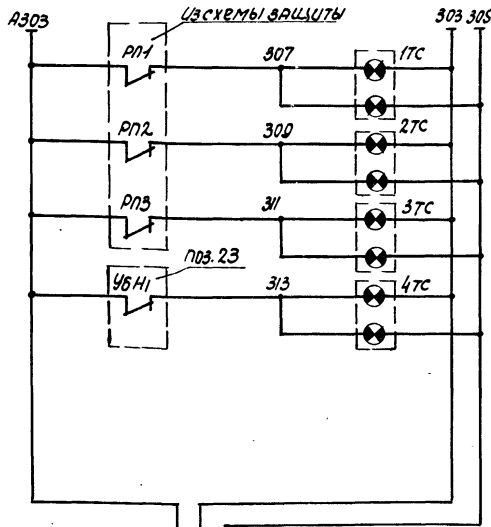 А303
ИЗ СХЕМЫ ЗАЩИТЫ
303 305
РП1
307
1ТС
РП2
309
2ТС
РП3
311
3ТС
ПОЗ. 23
УБН1
313
4ТС